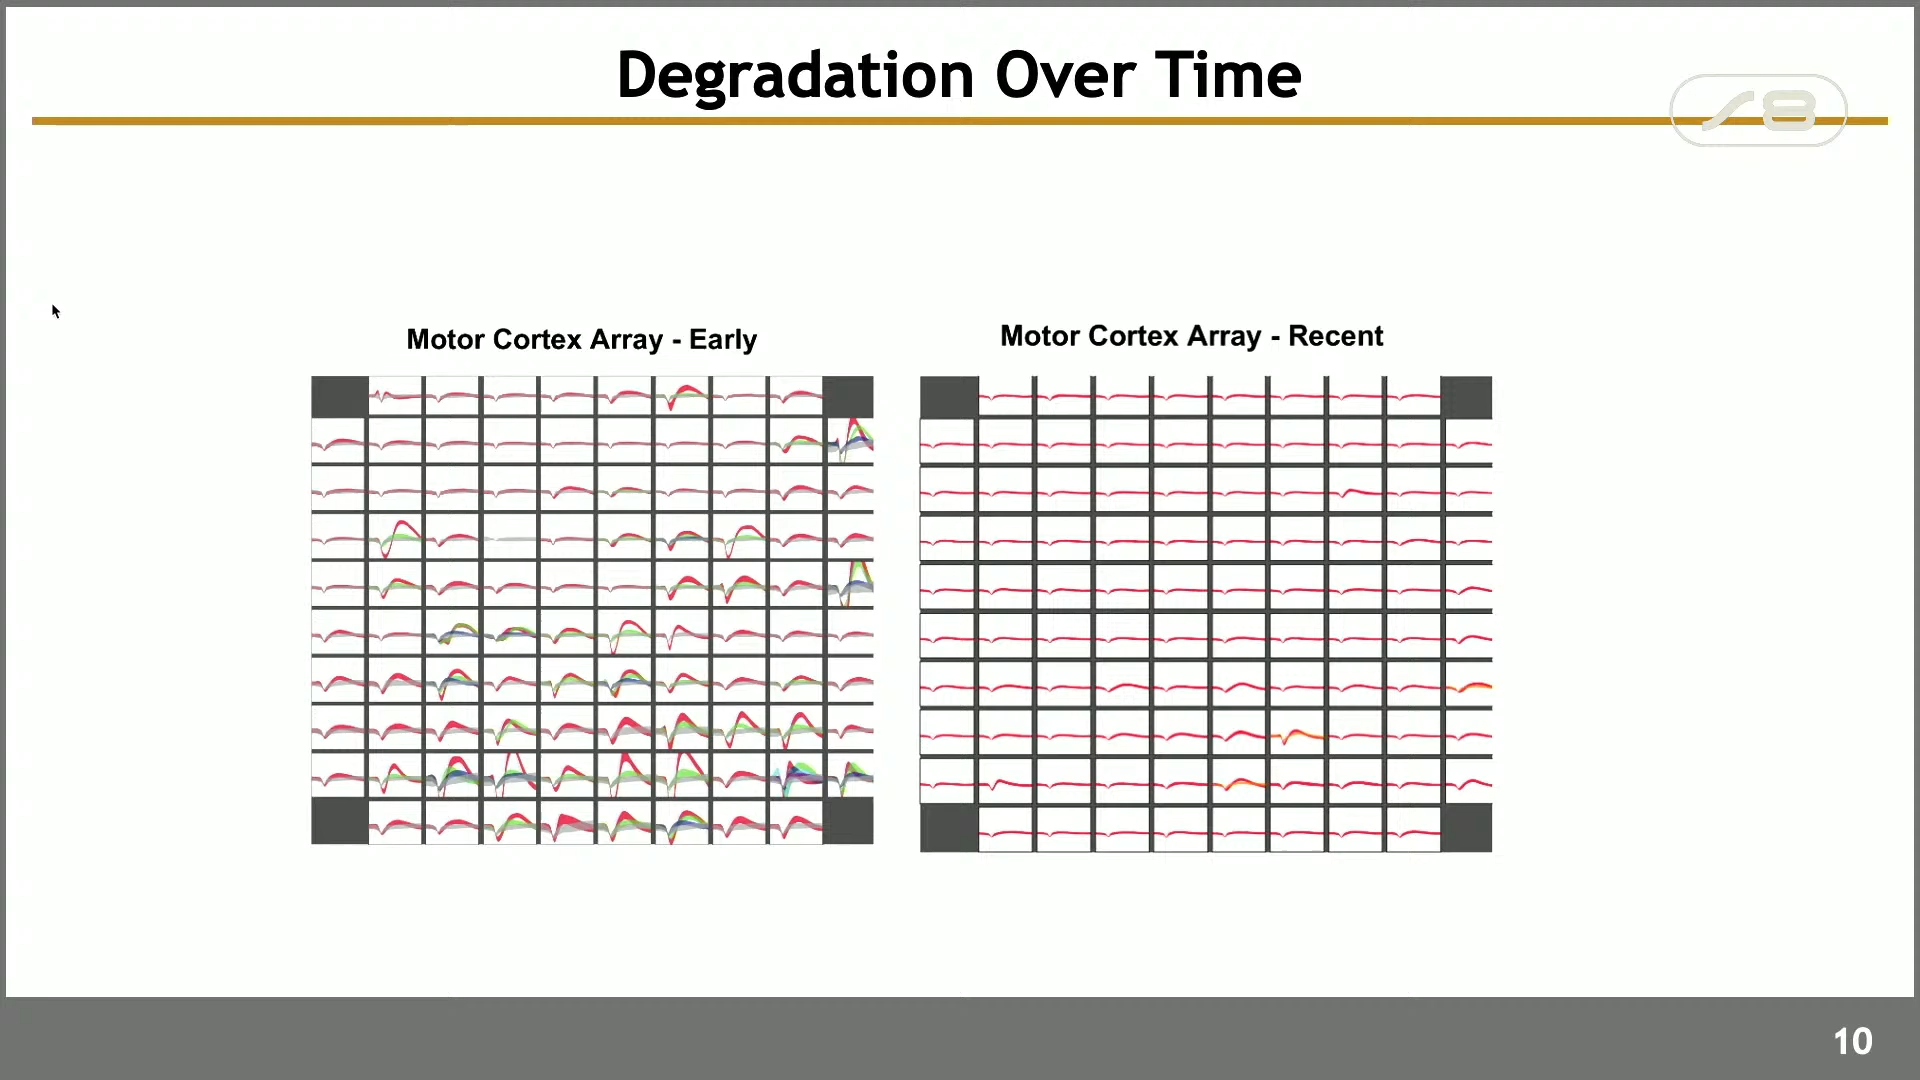 Degradation Over Time
Motor Cortex Array - Early
Motor Cortex Array - Recent
10